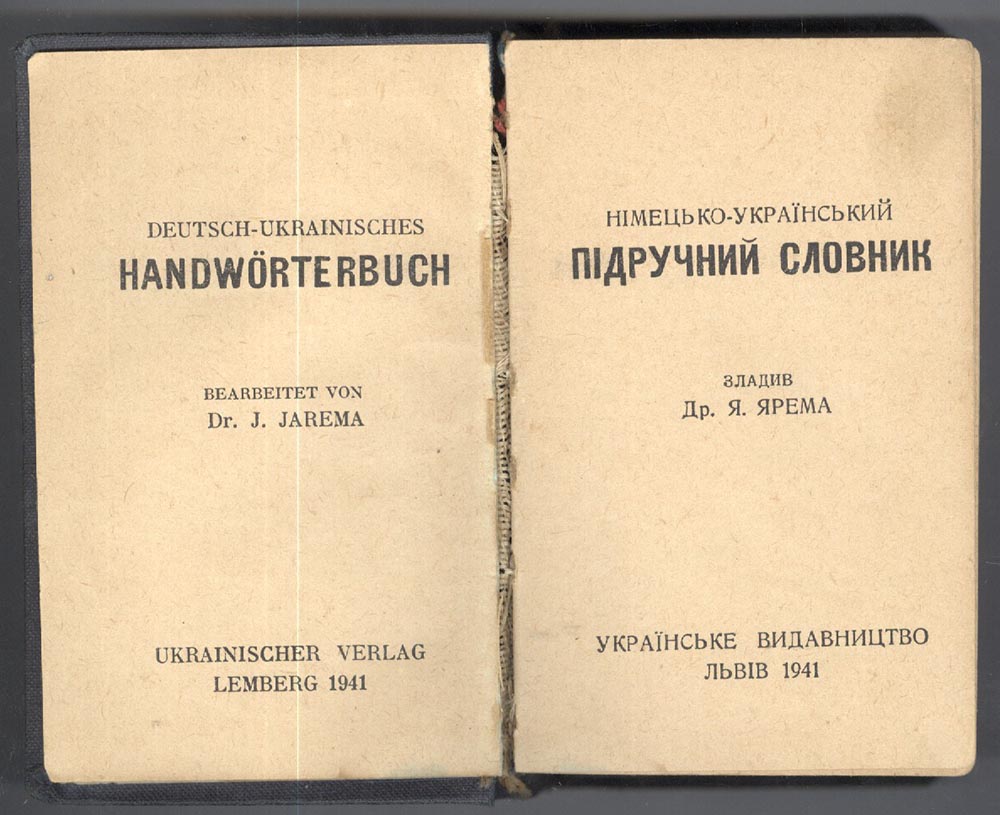 DEUTSCH-UKRAINISCHES
HANDWÖRTERBUCH
BEARBEITET VON
Dr. J. JAREMA
UKRAINISCHER VERLAG
LEMBERG 1941
НІМЕЦЬКО-УКРАЇНСЬКИЙ
ПІДРУЧНИЙ СЛОВНИК
ЗЛАДИВ
Др. Я. ЯРЕМА
УКРАЇНСЬКЕ ВИДАВНИЦТВО
ЛЬВІВ 1941